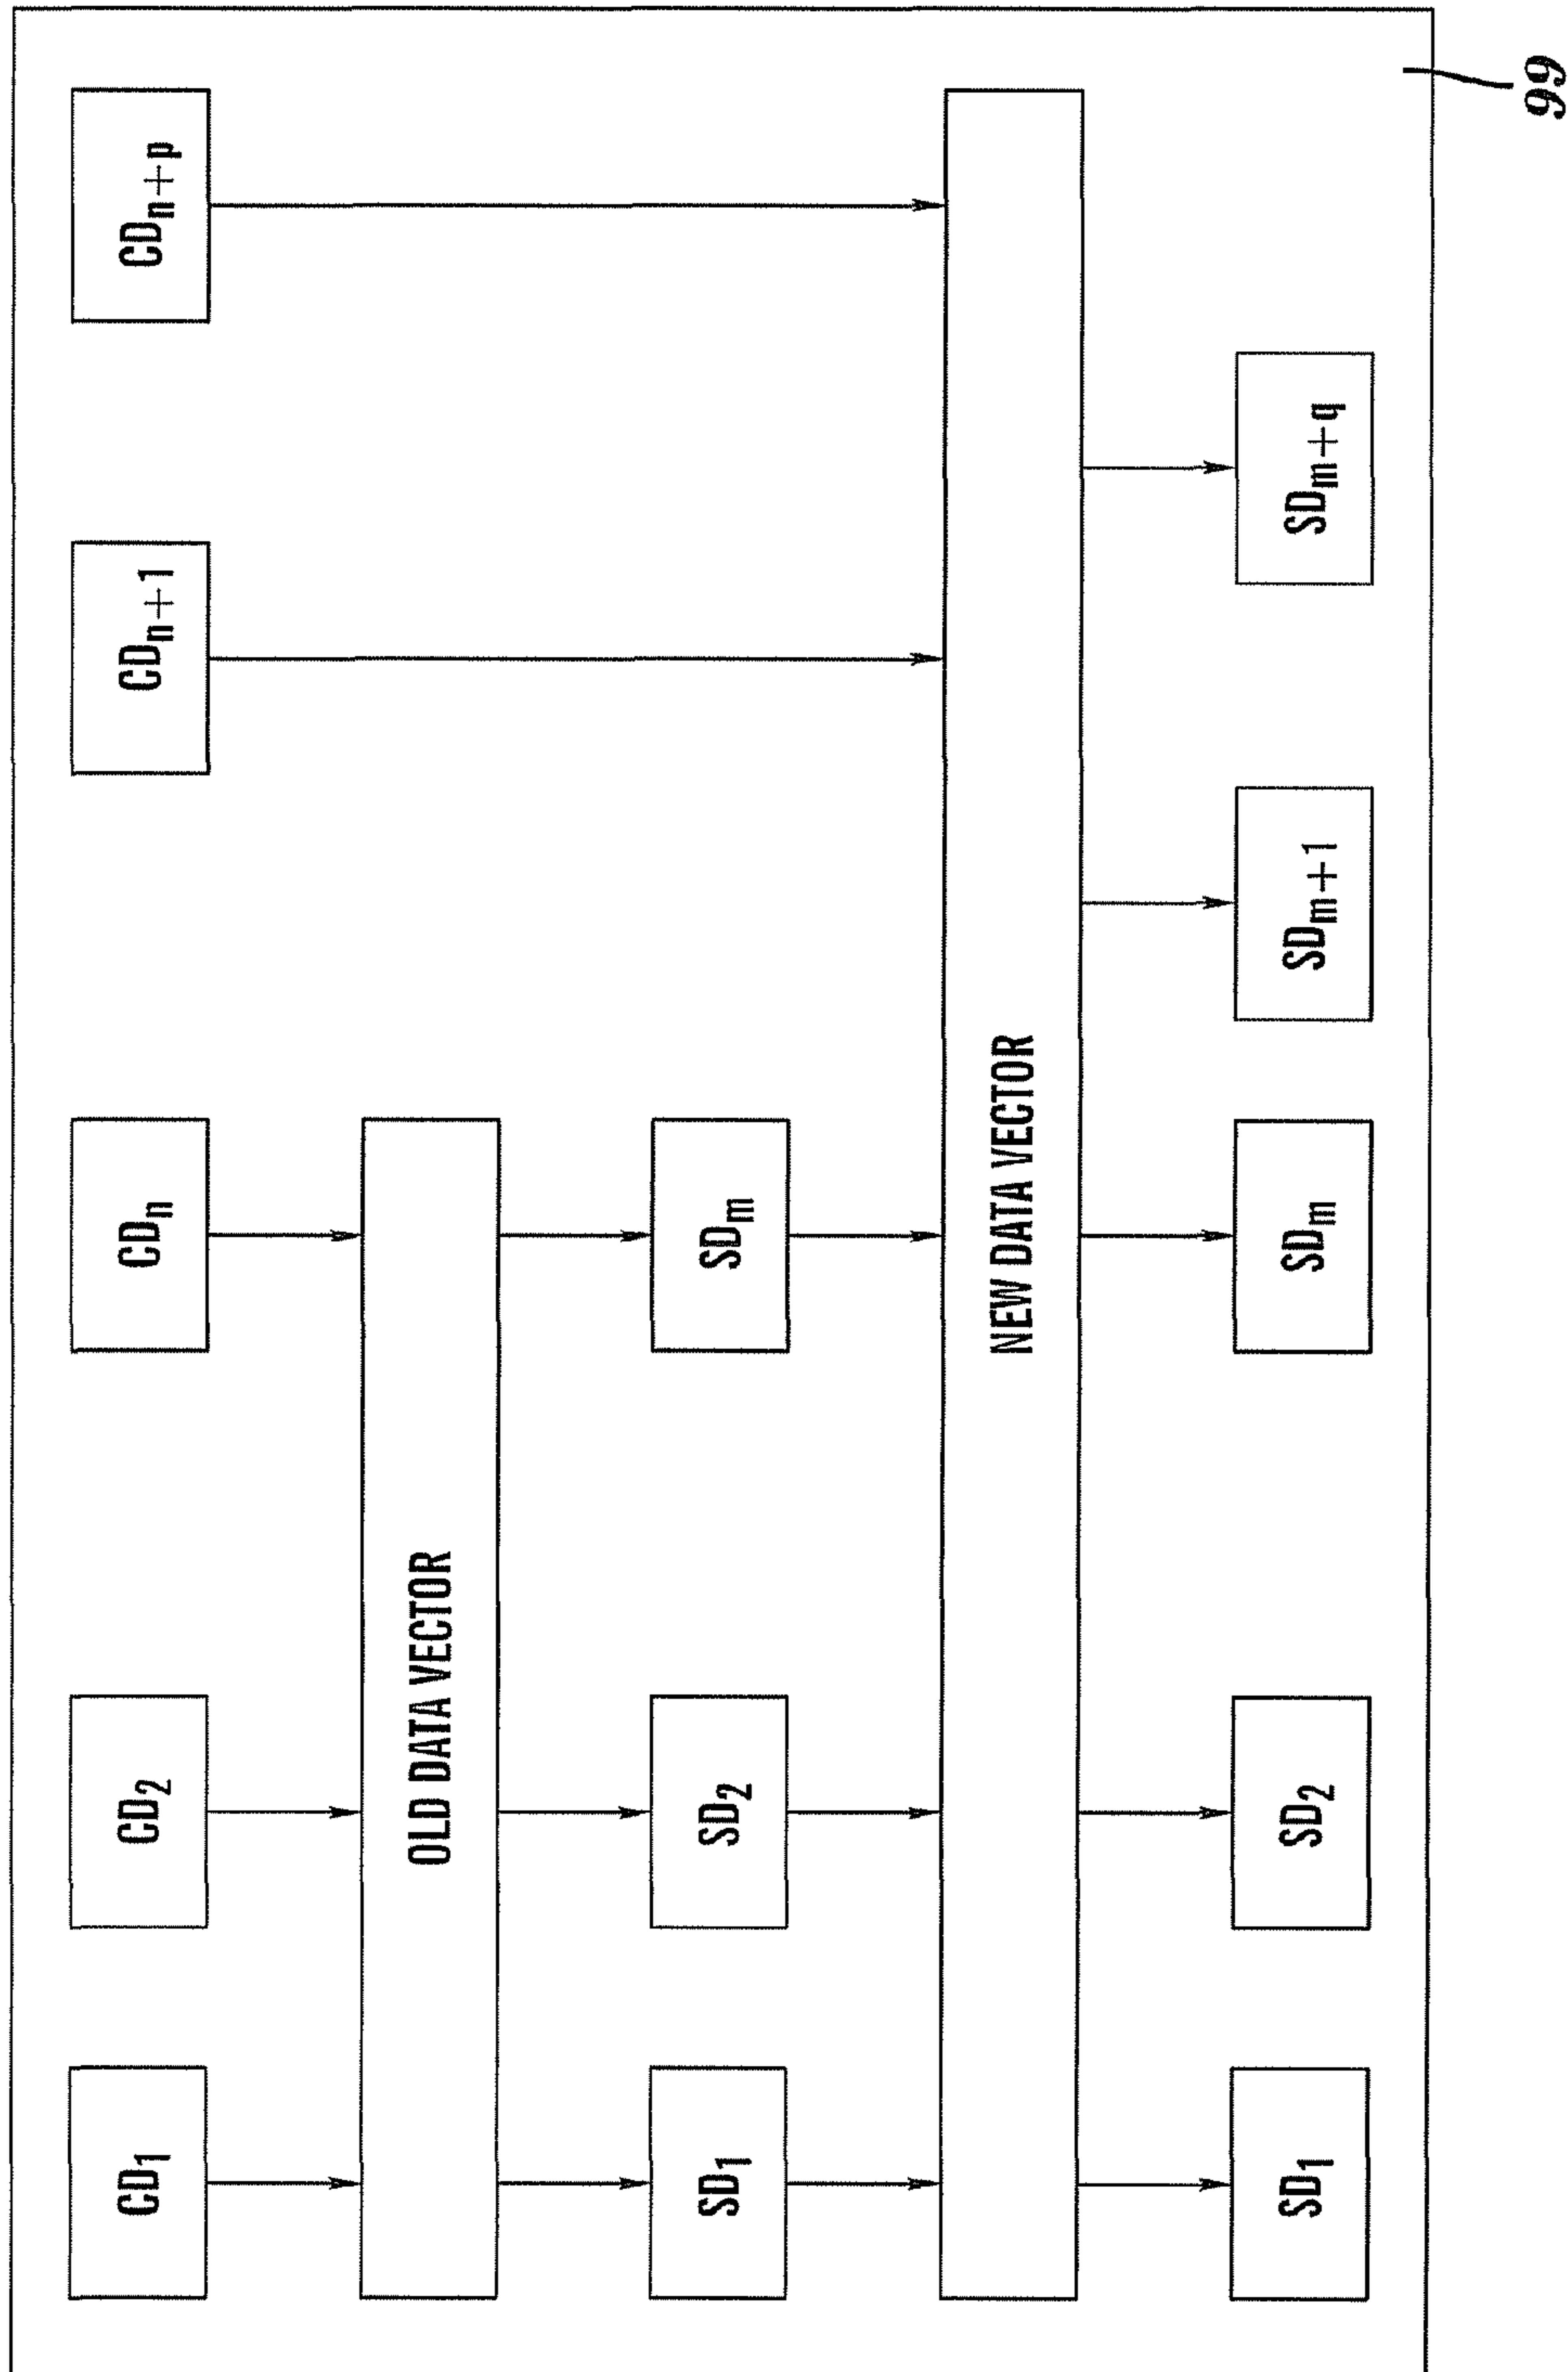 CD₁
CD₂
CDₙ
CDₙ₊₁
CDₙ₊ₚ
OLD DATA VECTOR
SD₁
SD₂
SDₘ
NEW DATA VECTOR
SD₁
SD₂
SDₘ
SDₘ₊₁
SDₘ₊q
99